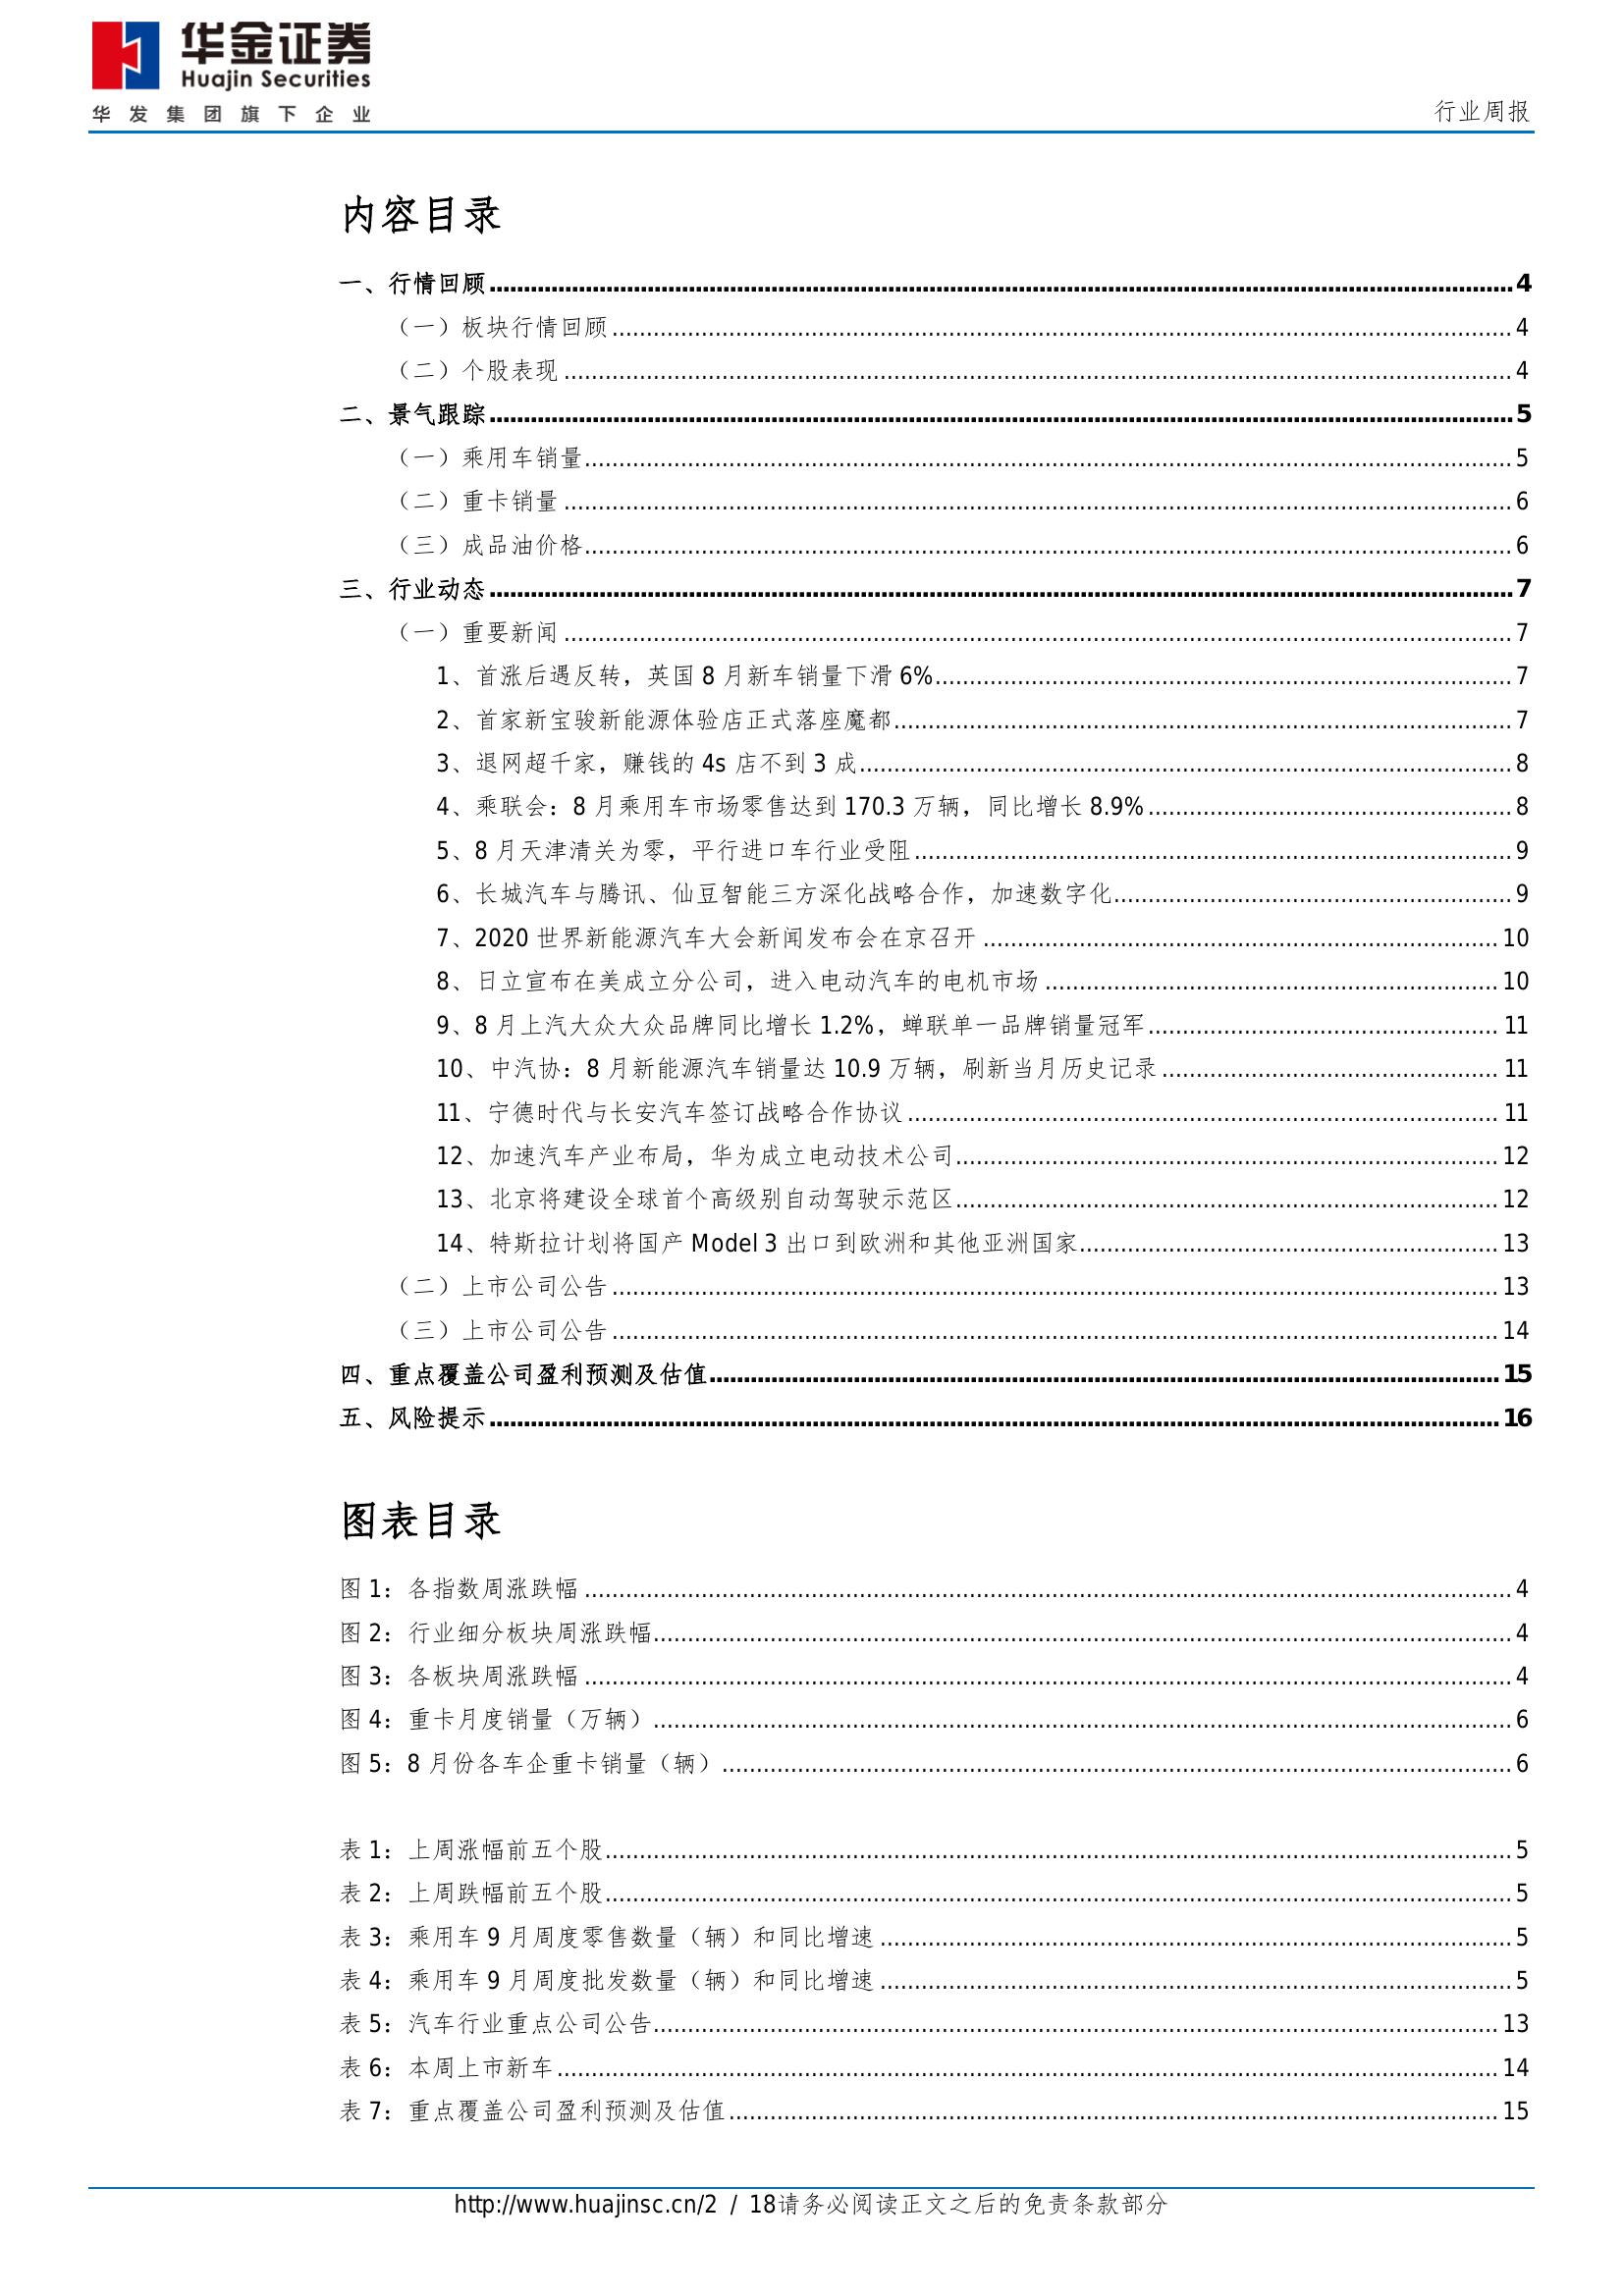 华金证券
Huajin Securities
华发集团旗下企业
行业周报
内容目录
一、行情回顾 4
（一）板块行情回顾 4
（二）个股表现 4
二、景气跟踪 5
（一）乘用车销量 5
（二）重卡销量 6
（三）成品油价格 6
三、行业动态 7
（一）重要新闻 7
1、首涨后遇反转，英国 8 月新车销量下滑 6% 7
2、首家新宝骏新能源体验店正式落座魔都 7
3、退网超千家，赚钱的 4s 店不到 3 成 8
4、乘联会：8 月乘用车市场零售达到 170.3 万辆，同比增长 8.9% 8
5、8 月天津清关为零，平行进口车行业受阻 9
6、长城汽车与腾讯、仙豆智能三方深化战略合作，加速数字化 9
7、2020 世界新能源汽车大会新闻发布会在京召开 10
8、日立宣布在美成立分公司，进入电动汽车的电机市场 10
9、8 月上汽大众大众品牌同比增长 1.2%，蝉联单一品牌销量冠军 11
10、中汽协：8 月新能源汽车销量达 10.9 万辆，刷新当月历史记录 11
11、宁德时代与长安汽车签订战略合作协议 11
12、加速汽车产业布局，华为成立电动技术公司 12
13、北京将建设全球首个高级别自动驾驶示范区 12
14、特斯拉计划将国产 Model 3 出口到欧洲和其他亚洲国家 13
（二）上市公司公告 13
（三）上市公司公告 14
四、重点覆盖公司盈利预测及估值 15
五、风险提示 16
图表目录
图 1：各指数周涨跌幅 4
图 2：行业细分板块周涨跌幅 4
图 3：各板块周涨跌幅 4
图 4：重卡月度销量（万辆） 6
图 5：8 月份各车企重卡销量（辆） 6
表 1：上周涨幅前五个股 5
表 2：上周跌幅前五个股 5
表 3：乘用车 9 月周度零售数量（辆）和同比增速 5
表 4：乘用车 9 月周度批发数量（辆）和同比增速 5
表 5：汽车行业重点公司公告 13
表 6：本周上市新车 14
表 7：重点覆盖公司盈利预测及估值 15
http://www.huajinsc.cn/2 / 18请务必阅读正文之后的免责条款部分